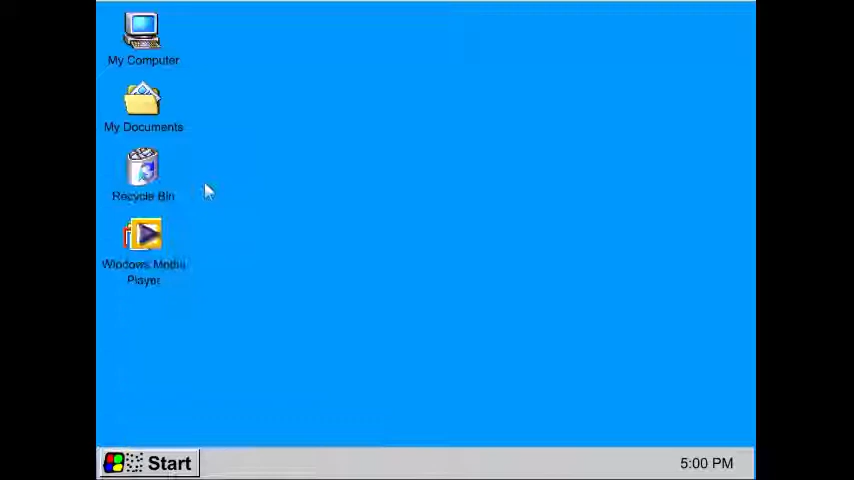 My Computer
My Documents
Recycle Bin
Windows Media
Player
Start
5:00 PM